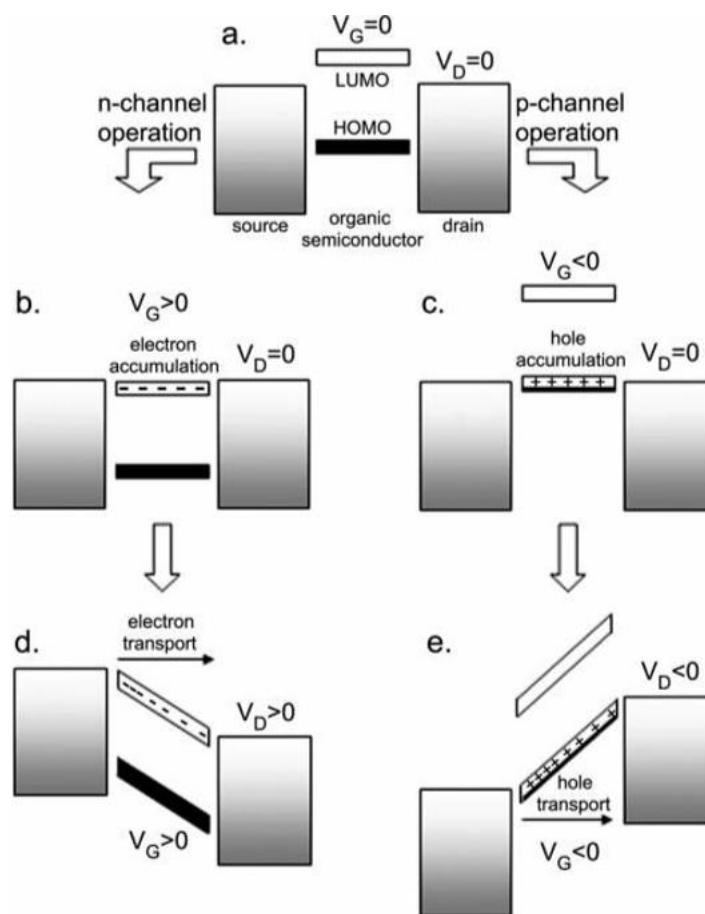 a.
V_G=0
LUMO
V_D=0
n-channel
operation
HOMO
p-channel
operation
source
organic
semiconductor
drain
b.
V_G>0
electron
accumulation
V_D=0
- - - - - -
c.
V_G<0
hole
accumulation
V_D=0
+++++
d.
electron
transport
V_D>0
V_G>0
e.
V_D<0
hole
transport
V_G<0